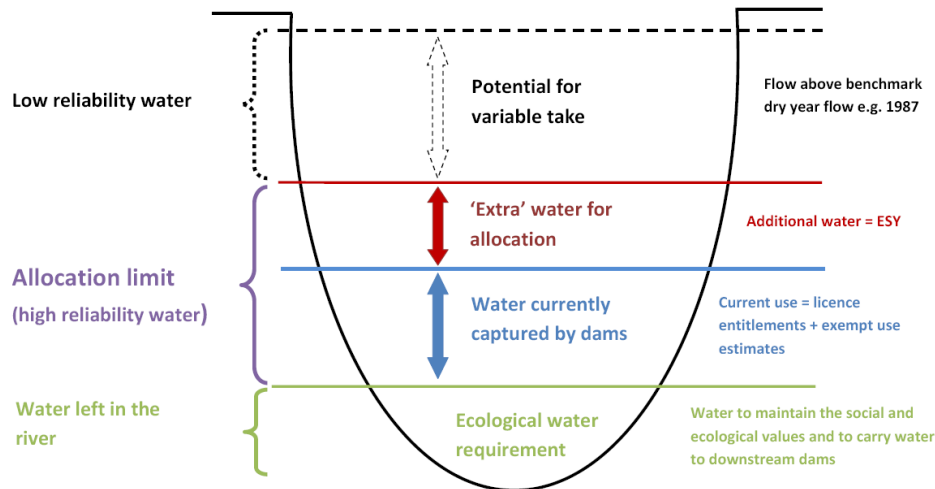 Low reliability water
Potential for
variable take
Flow above benchmark
dry year flow e.g. 1987
Allocation limit
(high reliability water)
‘Extra’ water for
allocation
Additional water = ESY
Water currently
captured by dams
Current use = licence
entitlements + exempt use
estimates
Water left in the
river
Ecological water
requirement
Water to maintain the social and
ecological values and to carry water
to downstream dams